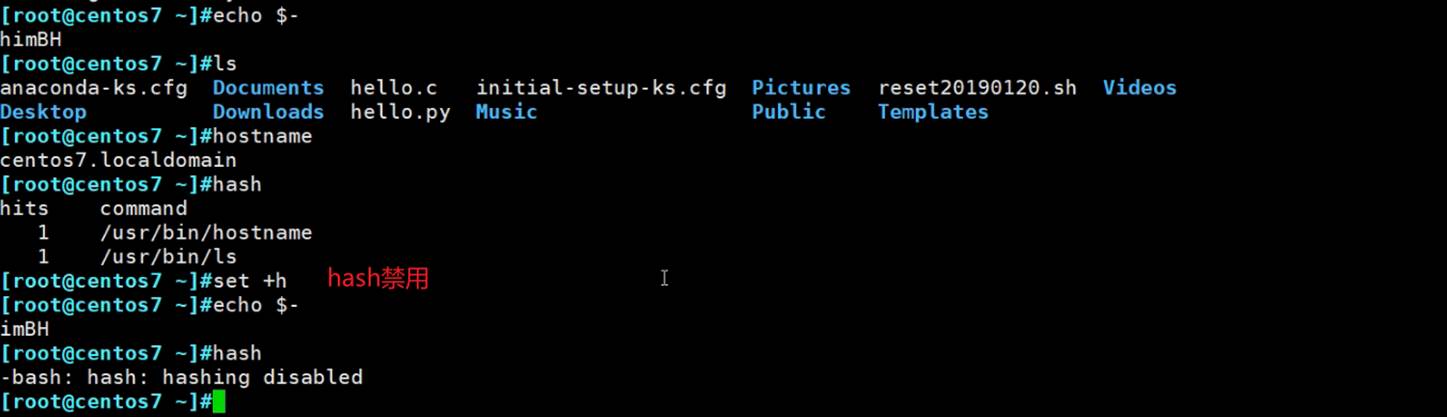 [root@centos7 ~]#echo $-
himBH
[root@centos7 ~]#ls
anaconda-ks.cfg  Documents  hello.c   initial-setup-ks.cfg  Pictures  reset20190120.sh  Videos
Desktop          Downloads  hello.py  Music                 Public    Templates
[root@centos7 ~]#hostname
centos7.localdomain
[root@centos7 ~]#hash
hits    command
   1    /usr/bin/hostname
   1    /usr/bin/ls
[root@centos7 ~]#set +h   hash禁用
[root@centos7 ~]#echo $-
imBH
[root@centos7 ~]#hash
-bash: hash: hashing disabled
[root@centos7 ~]#